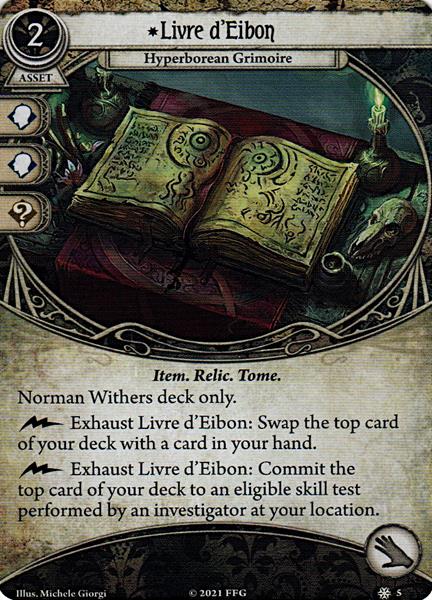 2
*Livre d'Eibon
Hyperborean Grimoire
ASSET
?
Item. Relic. Tome.
Norman Withers deck only.
Exhaust Livre d'Eibon: Swap the top card
of your deck with a card in your hand.
Exhaust Livre d'Eibon: Commit the
top card of your deck to an eligible skill test
performed by an investigator at your location.
Illus. Michele Giorgi
© 2021 FFG
5